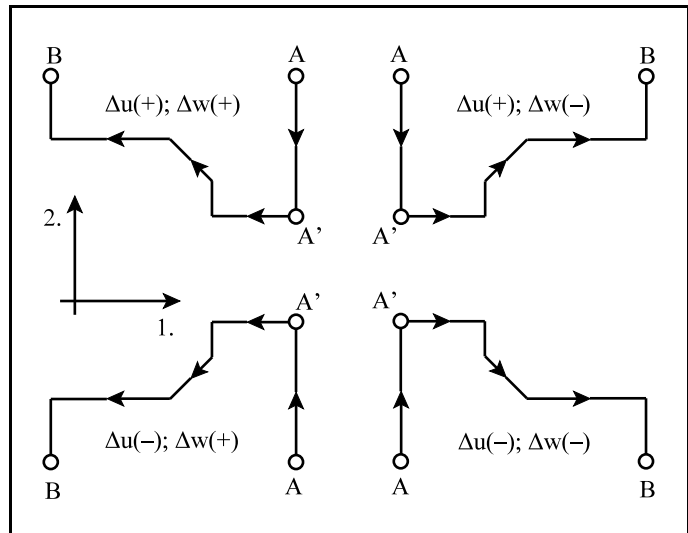 B A A B
Δu(+); Δw(+) Δu(+); Δw(–)
2.
A’ A’
A’ A’
1.
Δu(–); Δw(+) Δu(–); Δw(–)
B A A B